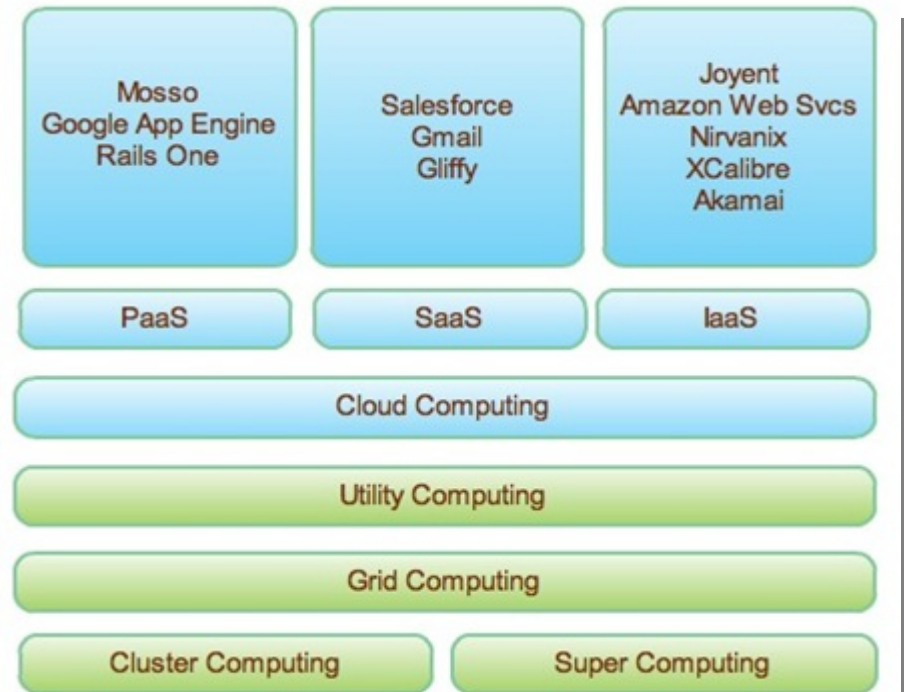 Mosso
Google App Engine
Rails One
Salesforce
Gmail
Gliffy
Joyent
Amazon Web Svcs
Nirvanix
XCalibre
Akamai
PaaS
SaaS
IaaS
Cloud Computing
Utility Computing
Grid Computing
Cluster Computing
Super Computing